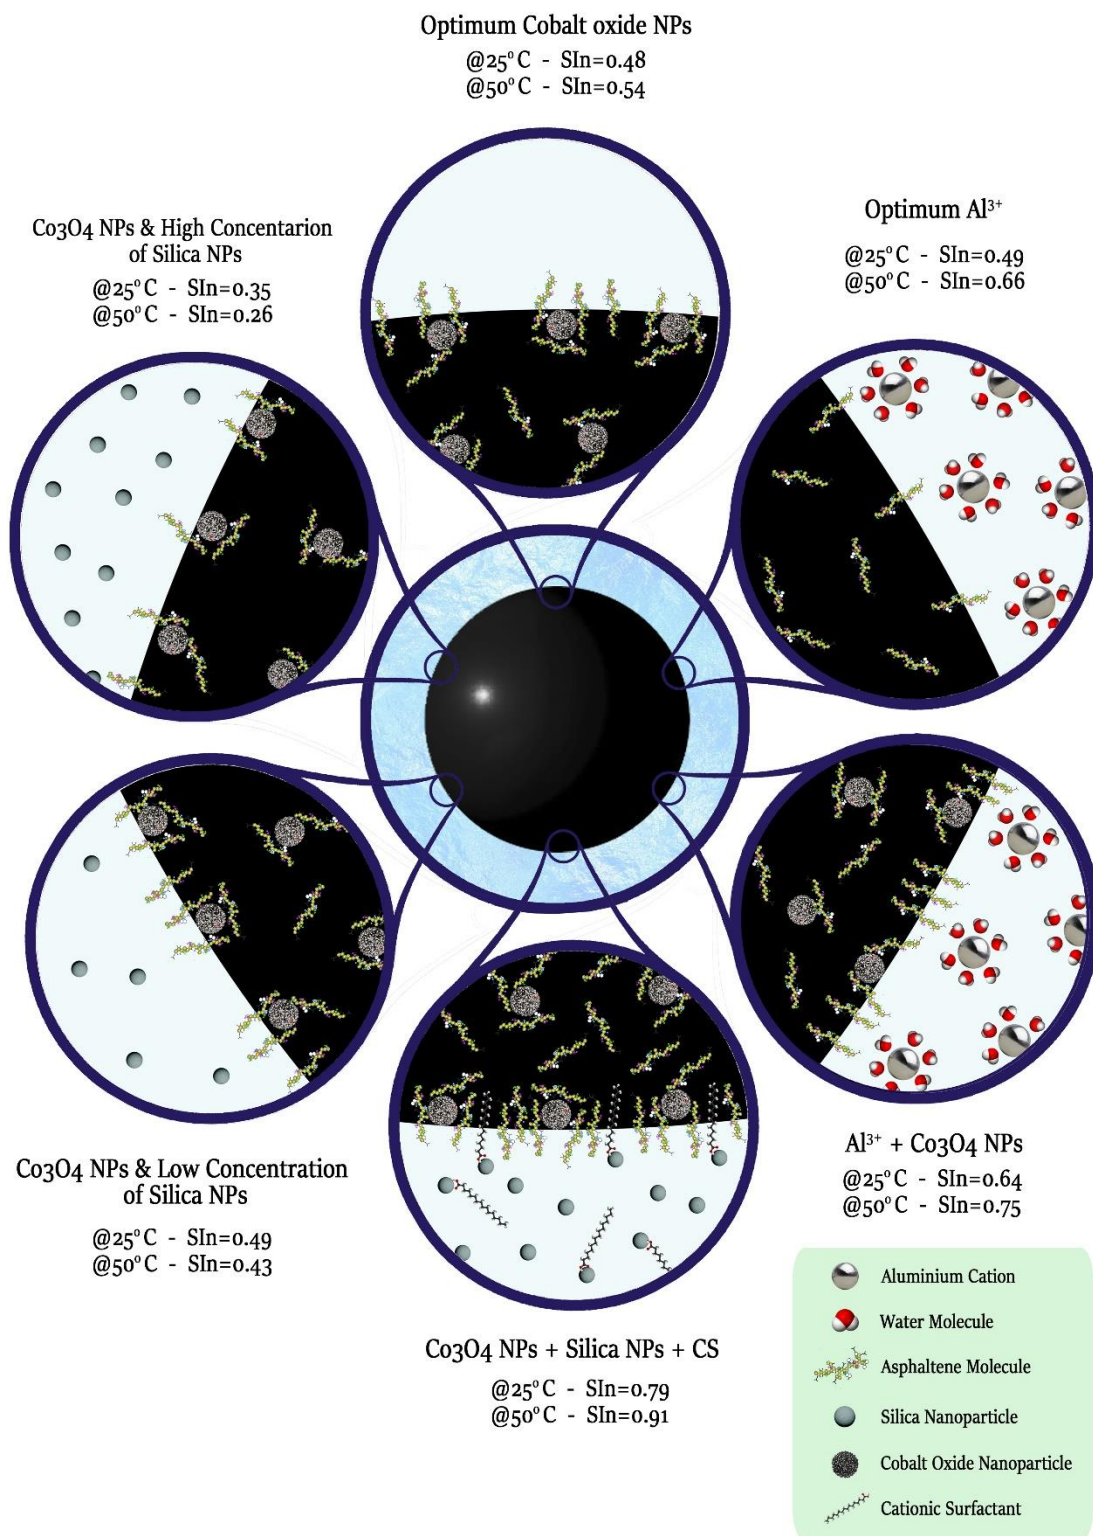 Optimum Cobalt oxide NPs
@25°C - SIn=0.48
@50°C - SIn=0.54
Co3O4 NPs & High Concentarion
of Silica NPs
@25°C - SIn=0.35
@50°C - SIn=0.26
Optimum Al³⁺
@25°C - SIn=0.49
@50°C - SIn=0.66
Co3O4 NPs & Low Concentration
of Silica NPs
@25°C - SIn=0.49
@50°C - SIn=0.43
Al³⁺ + Co3O4 NPs
@25°C - SIn=0.64
@50°C - SIn=0.75
Co3O4 NPs + Silica NPs + CS
@25°C - SIn=0.79
@50°C - SIn=0.91
Aluminium Cation
Water Molecule
Asphaltene Molecule
Silica Nanoparticle
Cobalt Oxide Nanoparticle
Cationic Surfactant